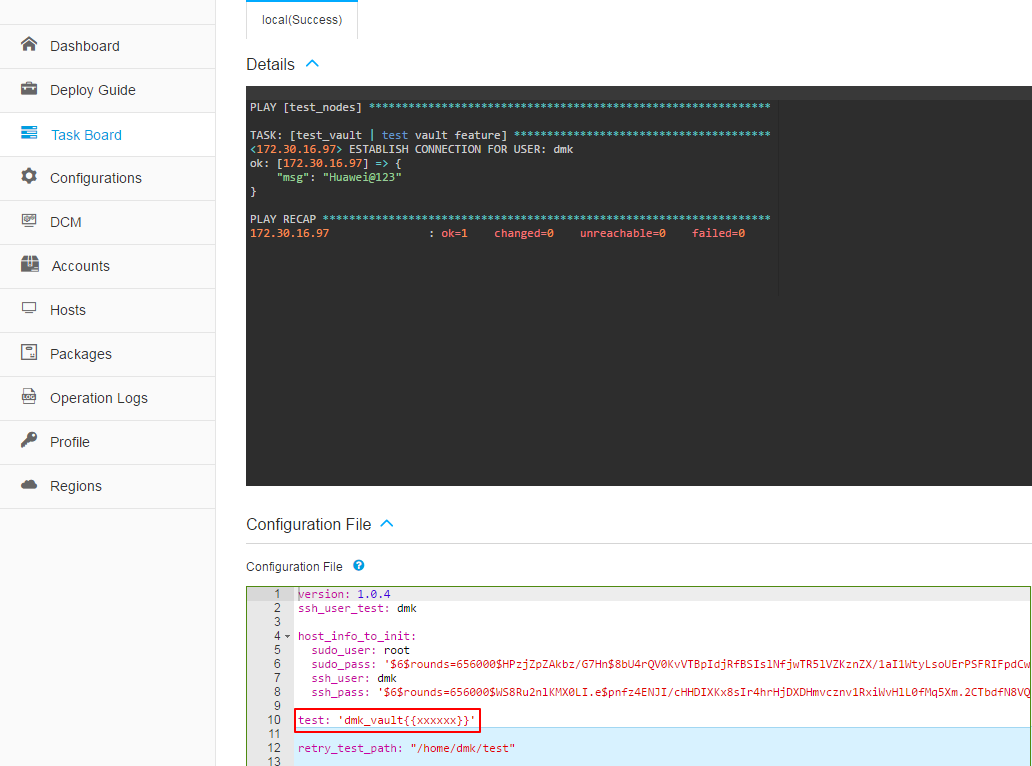 local(Success)
Dashboard
Deploy Guide
Task Board
Configurations
DCM
Accounts
Hosts
Packages
Operation Logs
Profile
Regions
Details
PLAY [test_nodes] *************************************************************
TASK: [test_vault | test vault feature] ***************************************
<172.30.16.97> ESTABLISH CONNECTION FOR USER: dmk
ok: [172.30.16.97] => {
"msg": "Huawei@123"
}
PLAY RECAP ********************************************************************
172.30.16.97 : ok=1 changed=0 unreachable=0 failed=0
Configuration File
Configuration File
1 version: 1.0.4
2 ssh_user_test: dmk
3
4 host_info_to_init:
5 sudo_user: root
6 sudo_pass: '$6$rounds=656000$HPzjZpZAkbz/G7Hn$8bU4rQV0KvVTBpIdjRfBSIslNfjwTR5lVZKznZX/1aI1WtyLsoUErPSFRIFpdCw
7 ssh_user: dmk
8 ssh_pass: '$6$rounds=656000$WS8Ru2nlKMX0LI.e$pnfz4ENJI/cHHDIXKx8sIr4hrHjDXDHmvcznv1RxiWvHlL0fMq5Xm.2CTbdfN8VQ
9
10 test: 'dmk_vault{{xxxxxx}}'
11
12 retry_test_path: "/home/dmk/test"
13